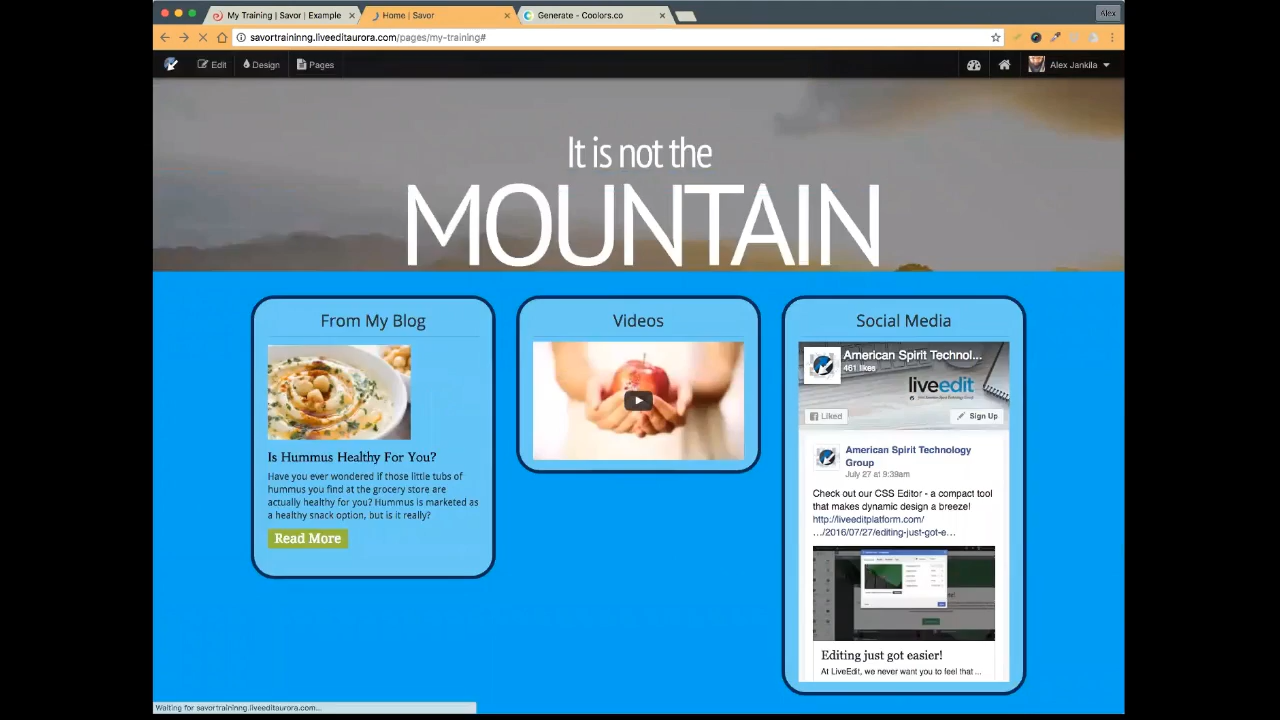 My Training | Savor | Example
Home | Savor
Generate - Coolors.co
Alex
savortraininng.liveeditaurora.com/pages/my-training#
Edit
Design
Pages
Alex Jankila
It is not the
MOUNTAIN
From My Blog
Is Hummus Healthy For You?
Have you ever wondered if those little tubs of
hummus you find at the grocery store are
actually healthy for you? Hummus is marketed as
a healthy snack option, but is it really?
Read More
Videos
Social Media
American Spirit Technol...
461 likes
liveedit
Liked
Sign Up
American Spirit Technology
Group
July 27 at 9:39am
Check out our CSS Editor - a compact tool
that makes dynamic design a breeze!
http://liveeditplatform.com/
.../2016/07/27/editing-just-got-e...
Editing just got easier!
At LiveEdit, we never want you to feel that ...
Waiting for savortraininng.liveeditaurora.com...